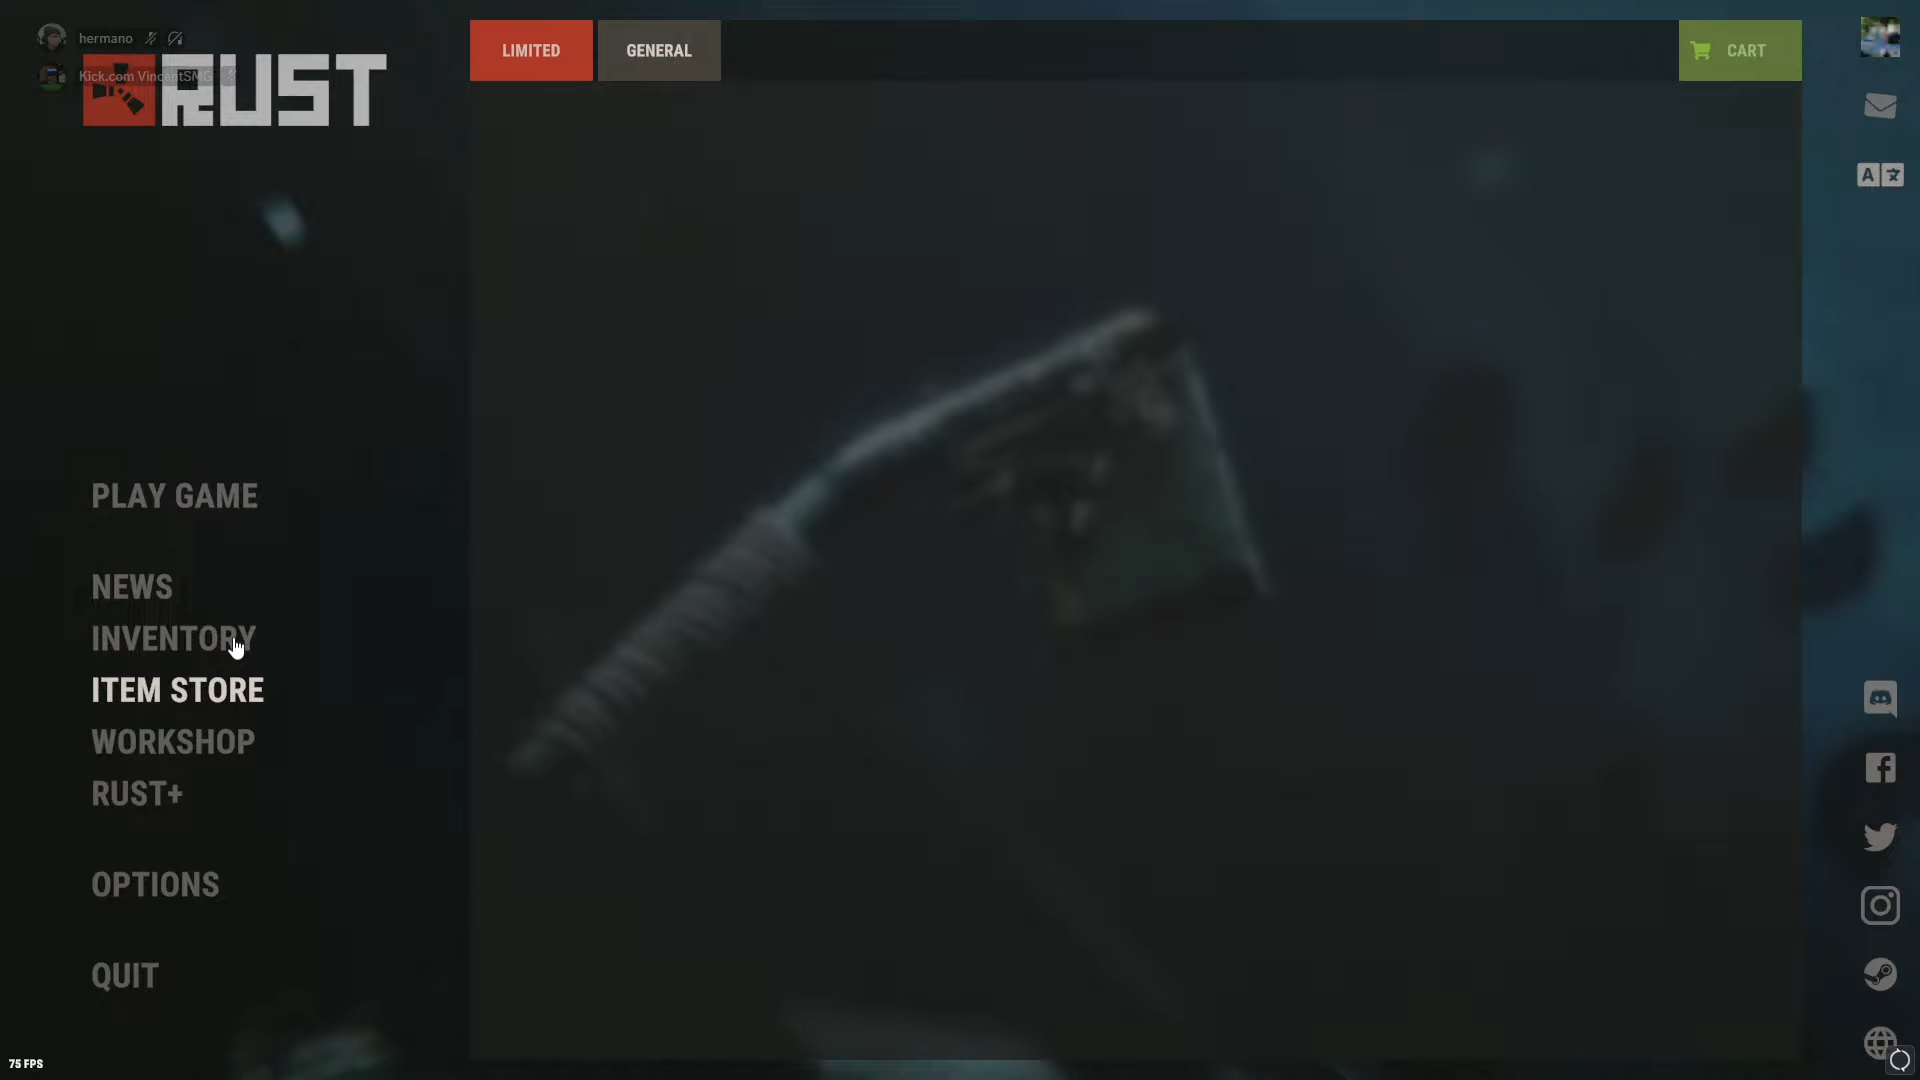 hermano
Kick.com VincentSMG
RUST
LIMITED
GENERAL
CART
A
PLAY GAME
NEWS
INVENTORY
ITEM STORE
WORKSHOP
RUST+
OPTIONS
QUIT
75 FPS